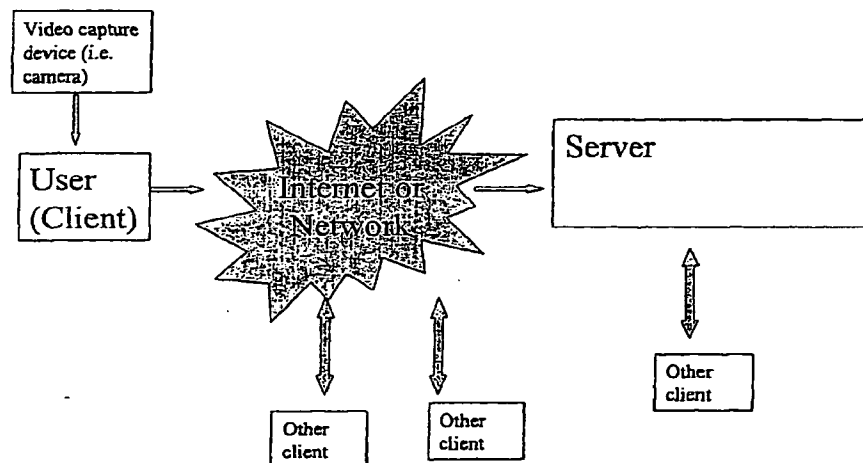 Video capture
device (i.e.
camera)
User
(Client)
Internet or
Network
Server
Other
client
Other
client
Other
client